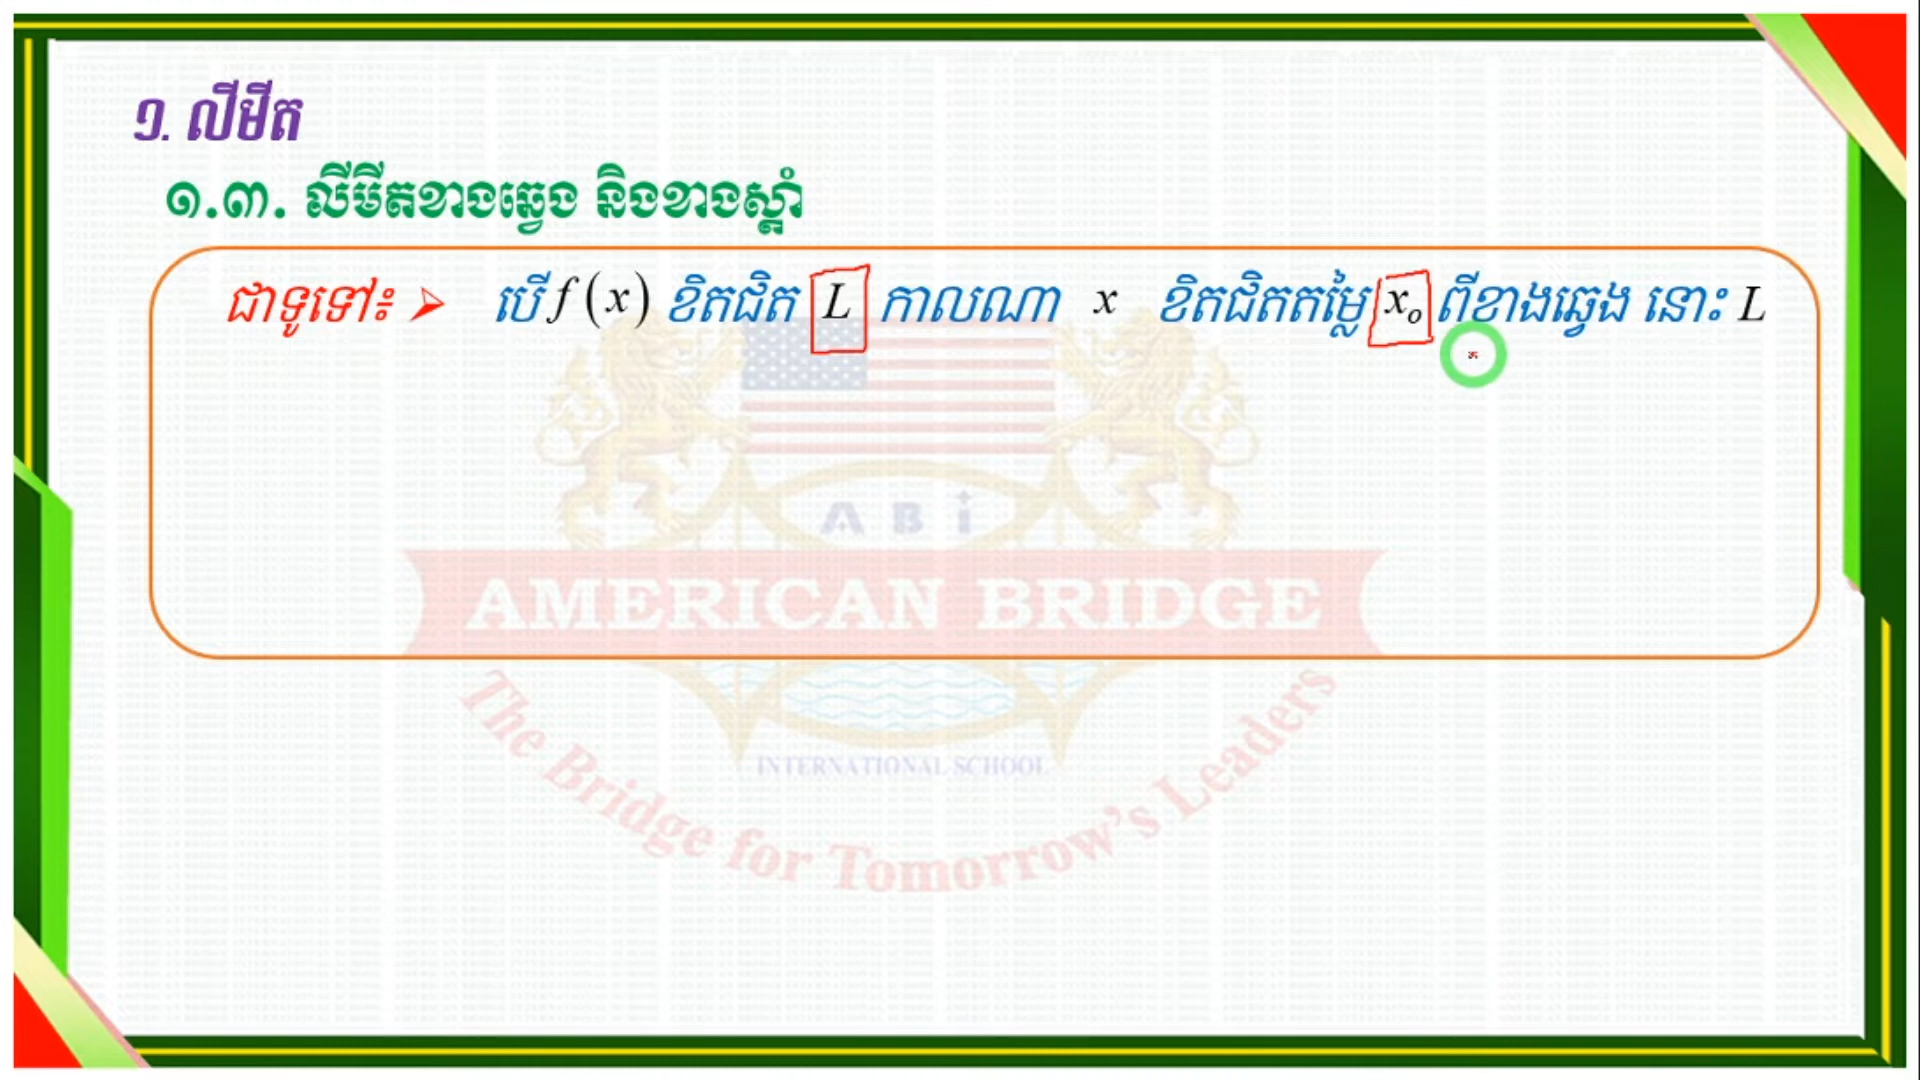 ១. លីមីត
១.៣. លីមីតខាងឆ្វេង និងខាងស្តាំ
ជាទូទៅ៖ ➢ បើ f(x) ខិតជិត L កាលណា x ខិតជិតតម្លៃ x₀ ពីខាងឆ្វេង នោះ L
A B i
AMERICAN BRIDGE
INTERNATIONAL SCHOOL
The Bridge for Tomorrow's Leaders